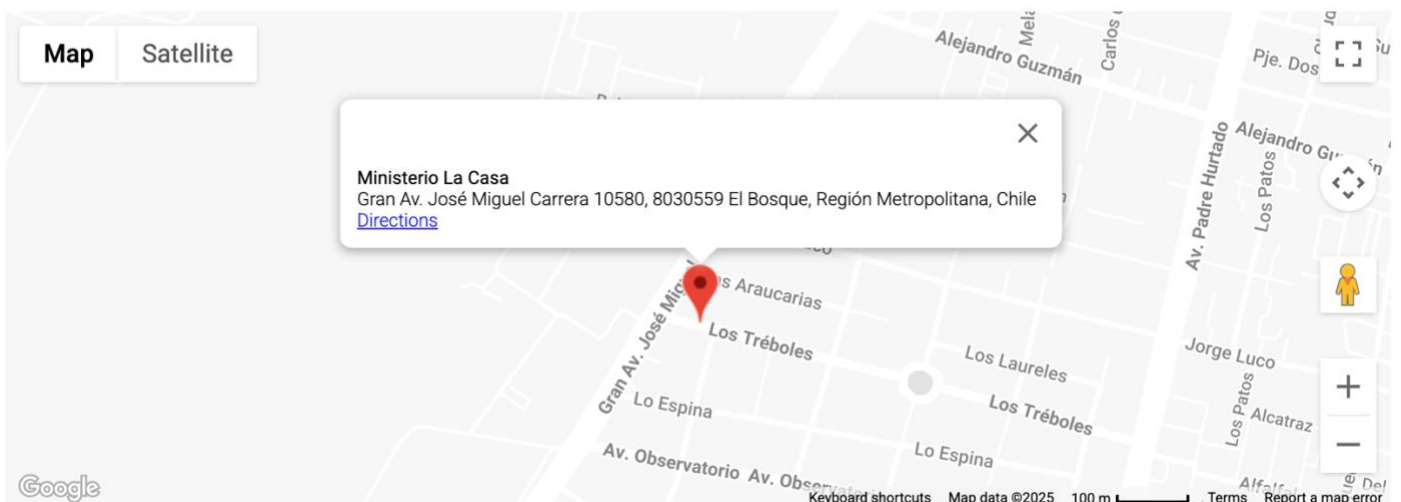 Map Satellite
Alejandro Guzmán
Carlos
Pje. Dos
Ministerio La Casa
Gran Av. José Miguel Carrera 10580, 8030559 El Bosque, Región Metropolitana, Chile
Directions
Av. Padre Hurtado
Alejandro
Los Patos
Gran Av. José
Araucarias
Los Tréboles
Los Laureles
Jorge Luco
Lo Espina
Los Tréboles
Los Patos
Alcatraz
Av. Observatorio
Av.
Lo Espina
Google
Keyboard shortcuts Map data ©2025 100 m Terms Report a map error